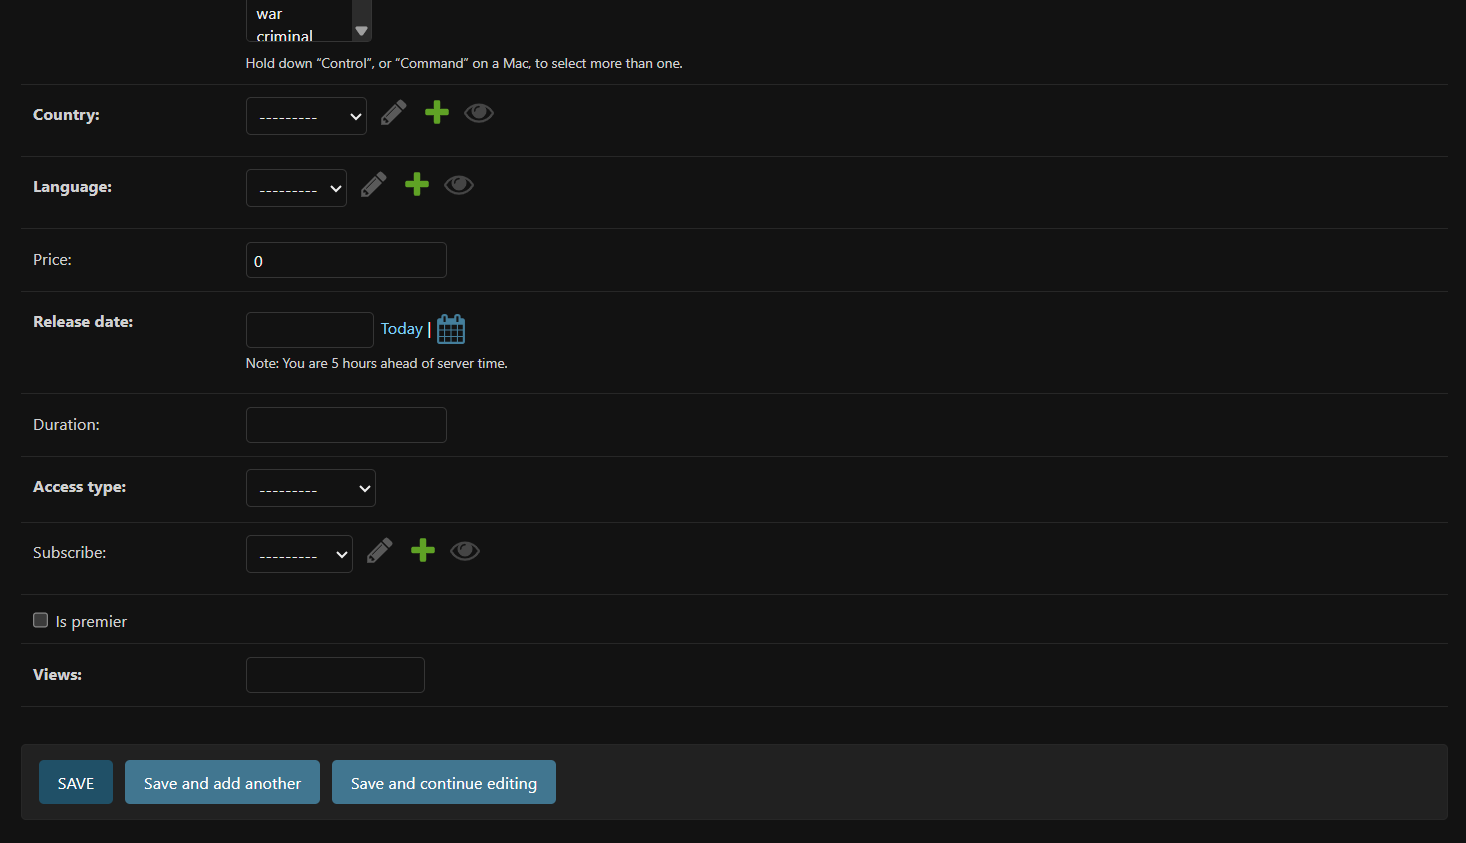 war
criminal
Hold down “Control”, or “Command” on a Mac, to select more than one.
Country:
---------
Language:
---------
Price:
0
Release date:
Today |
Note: You are 5 hours ahead of server time.
Duration:
Access type:
---------
Subscribe:
---------
Is premier
Views:
SAVE
Save and add another
Save and continue editing